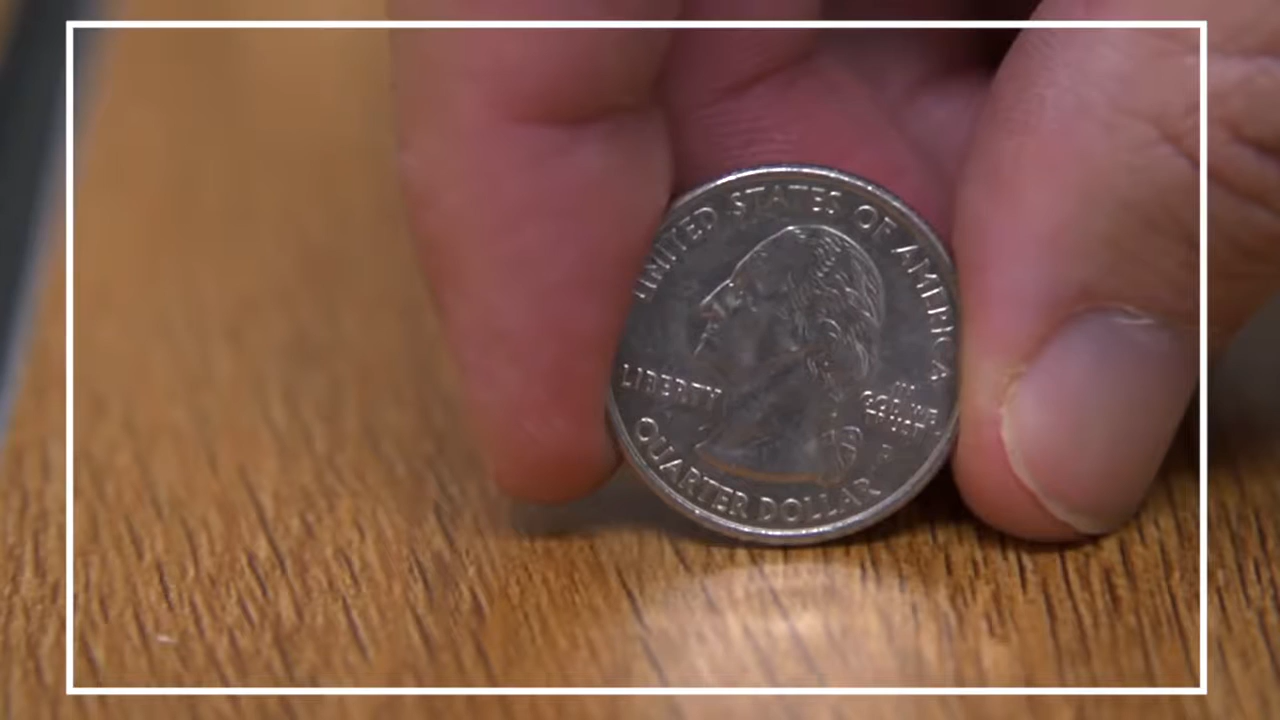 UNITED STATES OF AMERICA
LIBERTY
IN
GOD WE
TRUST
P
QUARTER DOLLAR